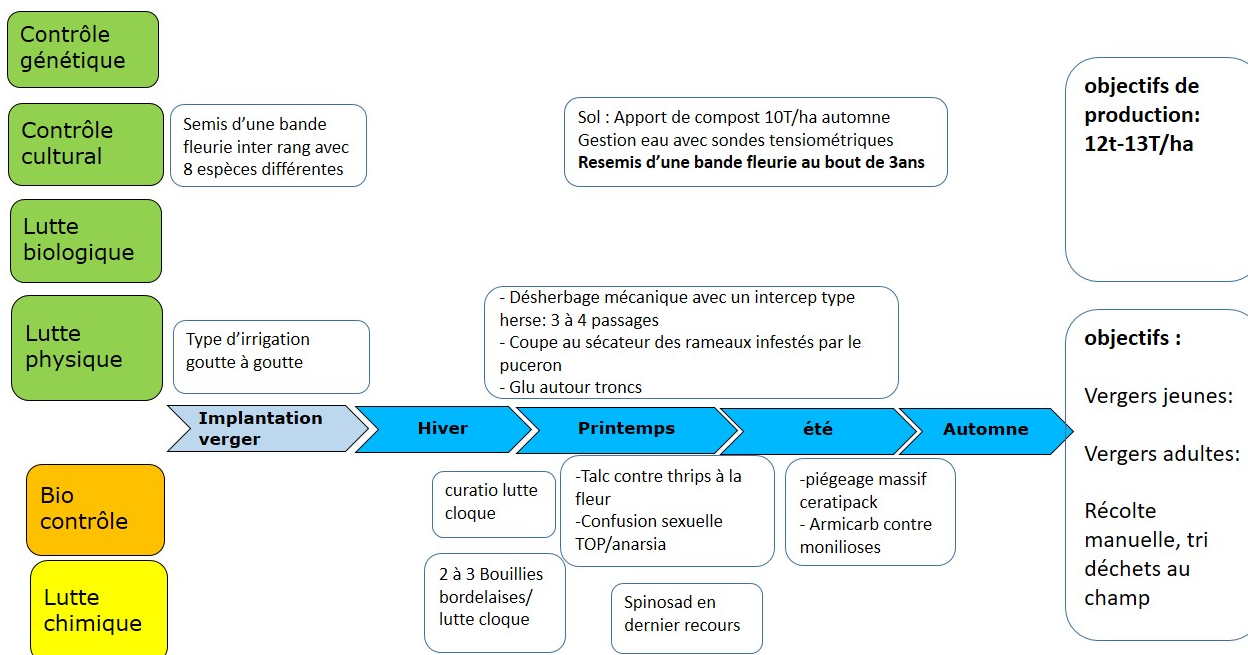 Contrôle
génétique
Contrôle
cultural
Semis d'une bande
fleurie inter rang avec
8 espèces différentes
Sol : Apport de compost 10T/ha automne
Gestion eau avec sondes tensiométriques
Resemis d'une bande fleurie au bout de 3ans
objectifs de
production:
12t-13T/ha
Lutte
biologique
Lutte
physique
Type d'irrigation
goutte à goutte
- Désherbage mécanique avec un intercep type
herse: 3 à 4 passages
- Coupe au sécateur des rameaux infestés par le
puceron
- Glu autour troncs
Implantation
verger
Hiver
Printemps
été
Automne
objectifs :
Vergers jeunes:
Vergers adultes:
Récolte
manuelle, tri
déchets au
champ
Bio
contrôle
curatio lutte
cloque
-Talc contre thrips à la
fleur
-Confusion sexuelle
TOP/anarsia
-piégeage massif
ceratipack
- Armicarb contre
monilioses
Lutte
chimique
2 à 3 Bouillies
bordelaises/
lutte cloque
Spinosad en
dernier recours